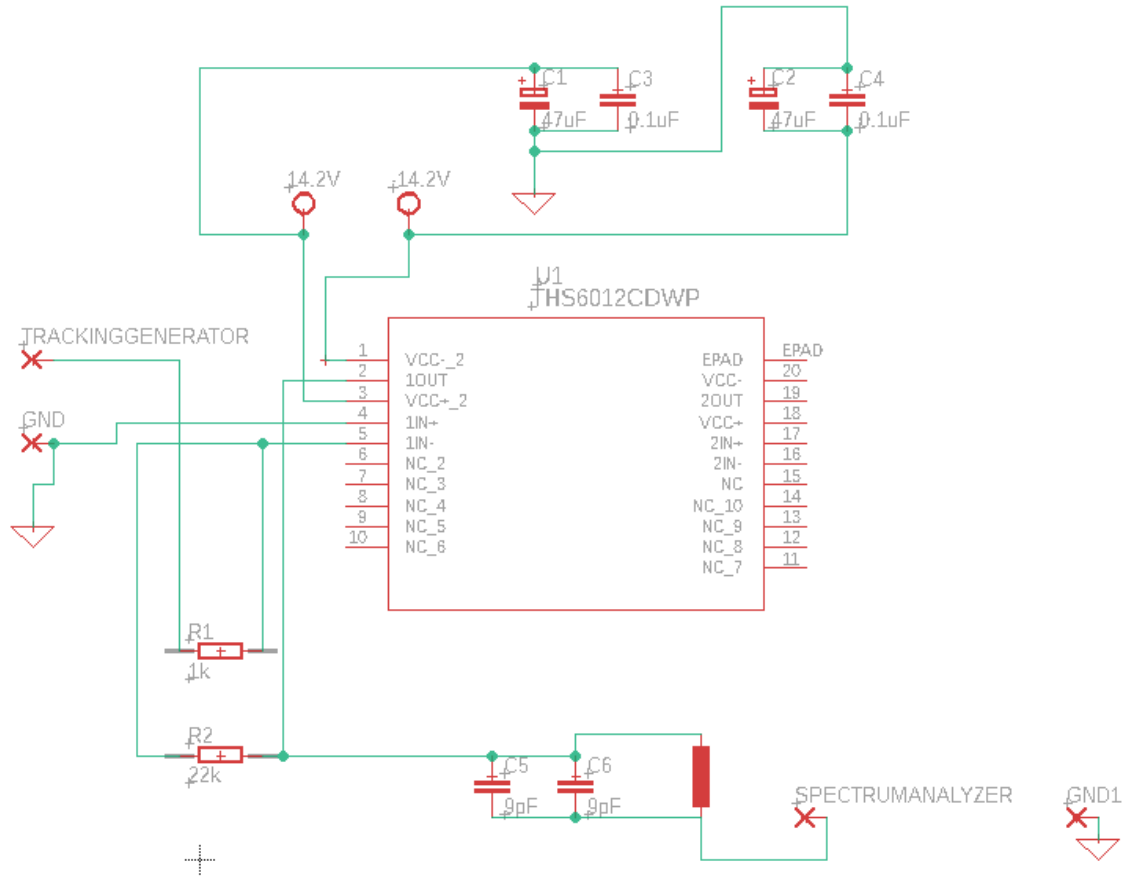 C1
C3
C2
C4
47uF
0.1uF
47uF
0.1uF
14.2V
-14.2V
U1
THS6012CDWP
TRACKINGGENERATOR
GND
1 VCC-_2
2 1OUT
3 VCC+_2
4 1IN+
5 1IN-
6 NC_2
7 NC_3
8 NC_4
9 NC_5
10 NC_6
EPAD EPAD
VCC- 20
2OUT 19
VCC+ 18
2IN+ 17
2IN- 16
NC 15
NC_10 14
NC_9 13
NC_8 12
NC_7 11
R1
1k
R2
22k
C5
C6
9pF
9pF
SPECTRUMANALYZER
GND1